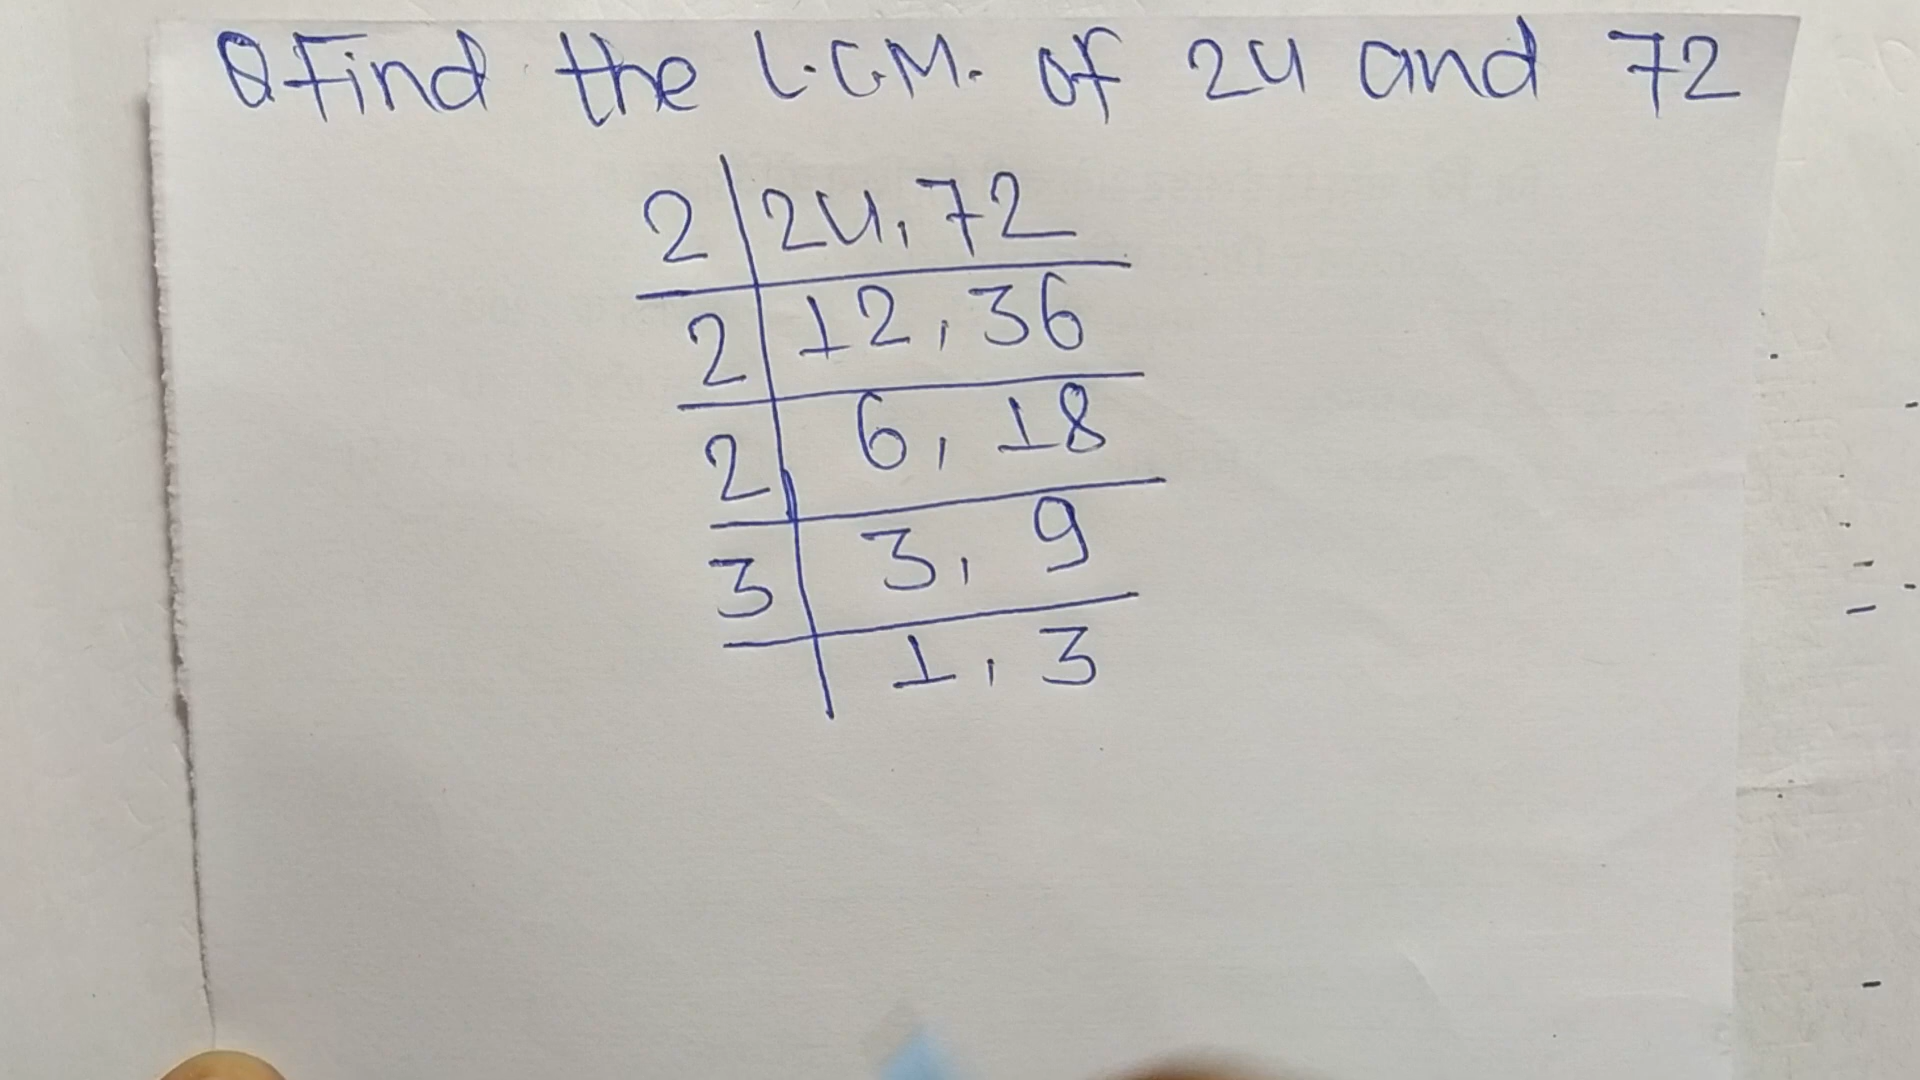 Q Find the L.C.M. of 24 and 72
2 | 24, 72
2 | 12, 36
2 | 6, 18
3 | 3, 9
| 1, 3